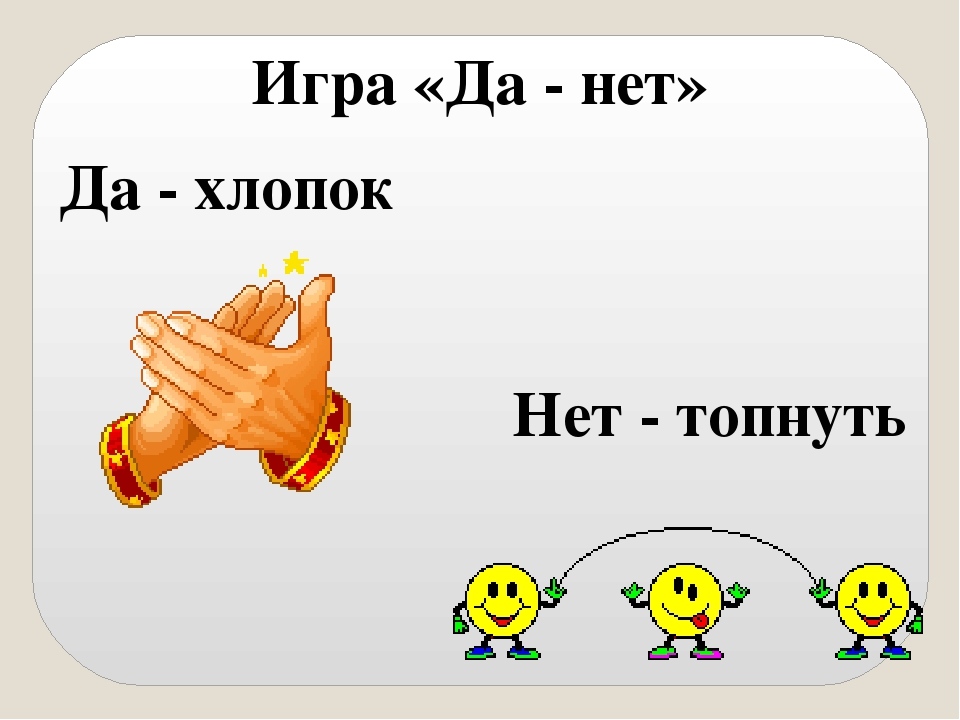 Игра «Да - нет»
Да - хлопок
Нет - топнуть